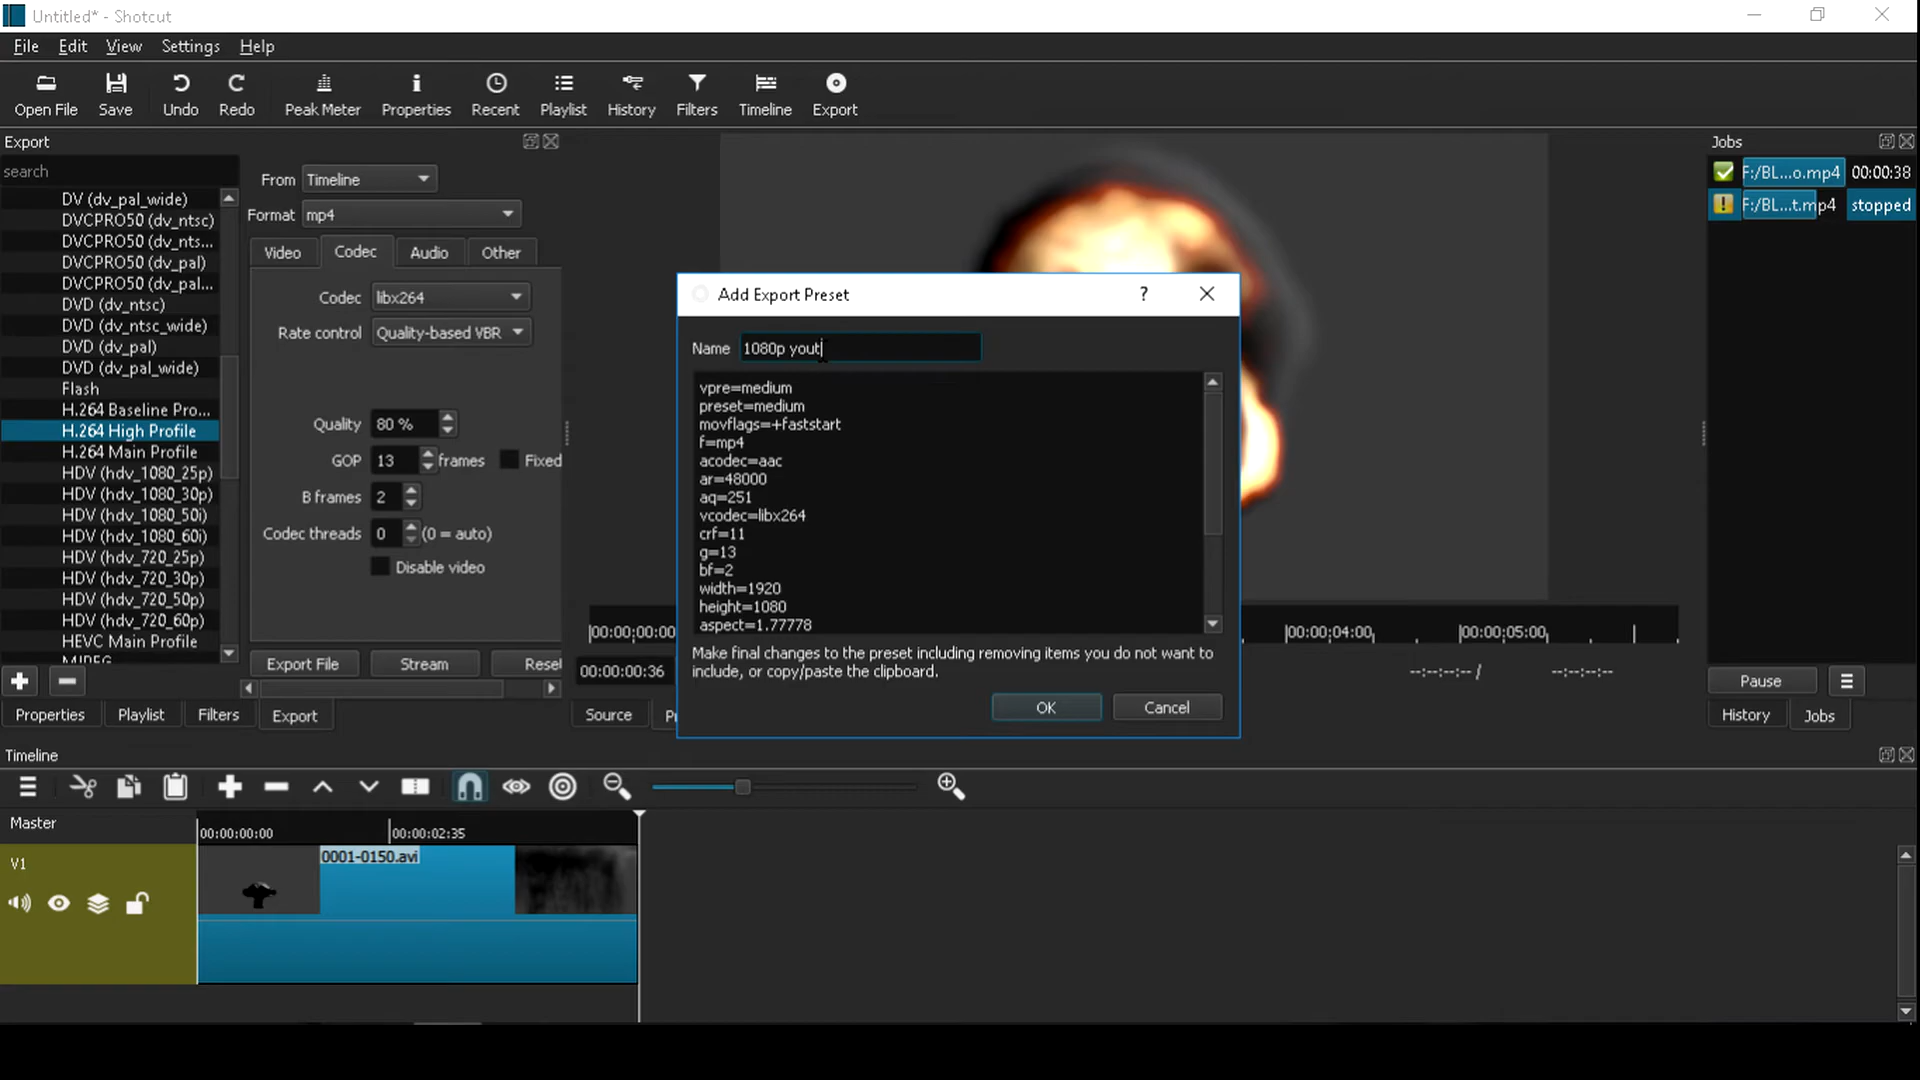 Untitled* - Shotcut
File Edit View Settings Help
Open File Save Undo Redo Peak Meter Properties Recent Playlist History Filters Timeline Export
Export
search
DV (dv_pal_wide)
DVCPRO50 (dv_ntsc)
DVCPRO50 (dv_nts...
DVCPRO50 (dv_pal)
DVCPRO50 (dv_pal...
DVD (dv_ntsc)
DVD (dv_ntsc_wide)
DVD (dv_pal)
DVD (dv_pal_wide)
Flash
H.264 Baseline Pro...
H.264 High Profile
H.264 Main Profile
HDV (hdv_1080_25p)
HDV (hdv_1080_30p)
HDV (hdv_1080_50i)
HDV (hdv_1080_60i)
HDV (hdv_720_25p)
HDV (hdv_720_30p)
HDV (hdv_720_50p)
HDV (hdv_720_60p)
HEVC Main Profile
MJPEG
From Timeline
Format mp4
Video Codec Audio Other
Codec libx264
Rate control Quality-based VBR
Quality 80 %
GOP 13 frames Fixed
B frames 2
Codec threads 0 (0 = auto)
Disable video
Export File Stream Reset
Properties Playlist Filters Export
Add Export Preset ?
Name 1080p yout
vpre=medium
preset=medium
movflags=+faststart
f=mp4
acodec=aac
ar=48000
aq=251
vcodec=libx264
crf=11
g=13
bf=2
width=1920
height=1080
aspect=1.77778
Make final changes to the preset including removing items you do not want to
include, or copy/paste the clipboard.
OK Cancel
00:00:00:00 00:00:04:00 00:00:05:00
00:00:00:36 --:--:--:-- / --:--:--:--
Source
Jobs
F:/BL...o.mp4 00:00:38
F:/BL...t.mp4 stopped
Pause
History Jobs
Timeline
Master
00:00:00:00 00:00:02:35
V1
0001-0150.avi